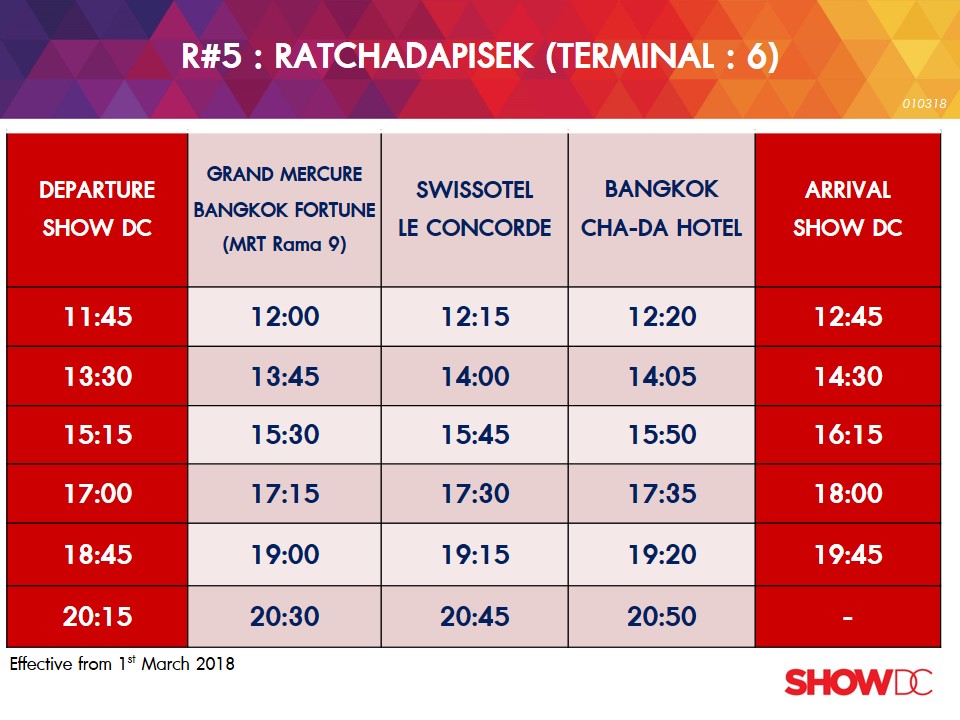 R#5 : RATCHADAPISEK (TERMINAL : 6)
010318
DEPARTURE
SHOW DC
GRAND MERCURE
BANGKOK FORTUNE
(MRT Rama 9)
SWISSOTEL
LE CONCORDE
BANGKOK
CHA-DA HOTEL
ARRIVAL
SHOW DC
11:45 12:00 12:15 12:20 12:45
13:30 13:45 14:00 14:05 14:30
15:15 15:30 15:45 15:50 16:15
17:00 17:15 17:30 17:35 18:00
18:45 19:00 19:15 19:20 19:45
20:15 20:30 20:45 20:50 -
Effective from 1st March 2018
SHOWDC